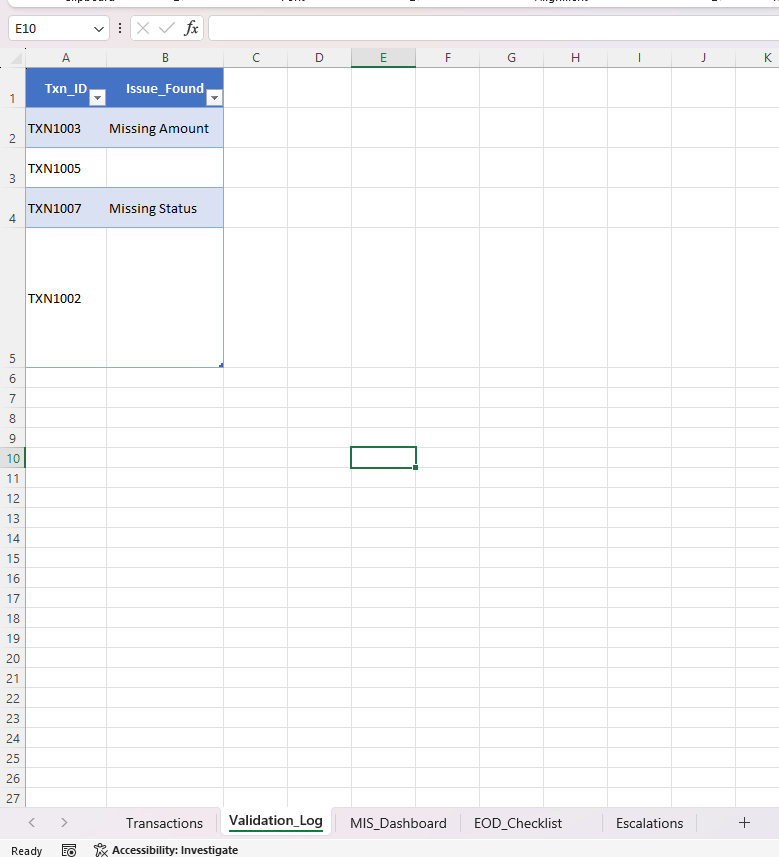 E10 fx
A B C D E F G H I J K
1 Txn_ID Issue_Found
2 TXN1003 Missing Amount
3 TXN1005
4 TXN1007 Missing Status
5 TXN1002
6
7
8
9
10
11
12
13
14
15
16
17
18
19
20
21
22
23
24
25
26
27
Transactions Validation_Log MIS_Dashboard EOD_Checklist Escalations
Ready Accessibility: Investigate